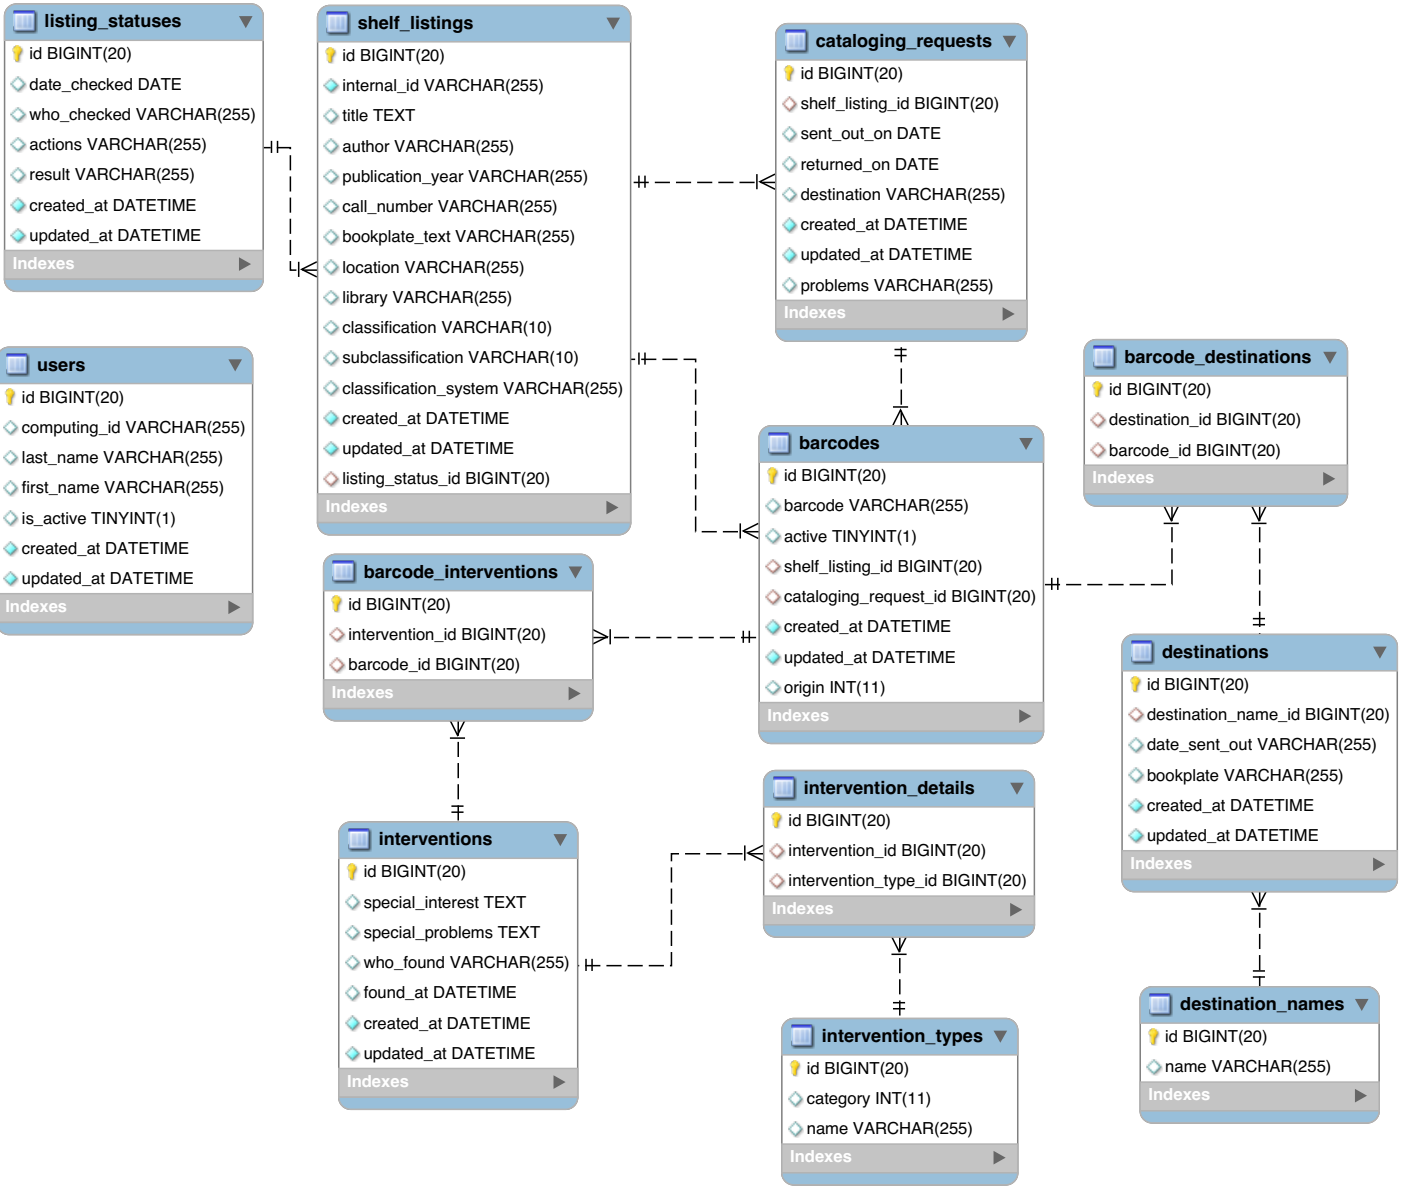 listing_statuses
id BIGINT(20)
date_checked DATE
who_checked VARCHAR(255)
actions VARCHAR(255)
result VARCHAR(255)
created_at DATETIME
updated_at DATETIME
Indexes
shelf_listings
id BIGINT(20)
internal_id VARCHAR(255)
title TEXT
author VARCHAR(255)
publication_year VARCHAR(255)
call_number VARCHAR(255)
bookplate_text VARCHAR(255)
location VARCHAR(255)
library VARCHAR(255)
classification VARCHAR(10)
subclassification VARCHAR(10)
classification_system VARCHAR(255)
created_at DATETIME
updated_at DATETIME
listing_status_id BIGINT(20)
Indexes
cataloging_requests
id BIGINT(20)
shelf_listing_id BIGINT(20)
sent_out_on DATE
returned_on DATE
destination VARCHAR(255)
created_at DATETIME
updated_at DATETIME
problems VARCHAR(255)
Indexes
users
id BIGINT(20)
computing_id VARCHAR(255)
last_name VARCHAR(255)
first_name VARCHAR(255)
is_active TINYINT(1)
created_at DATETIME
updated_at DATETIME
Indexes
barcode_destinations
id BIGINT(20)
destination_id BIGINT(20)
barcode_id BIGINT(20)
Indexes
barcodes
id BIGINT(20)
barcode VARCHAR(255)
active TINYINT(1)
shelf_listing_id BIGINT(20)
cataloging_request_id BIGINT(20)
created_at DATETIME
updated_at DATETIME
origin INT(11)
Indexes
barcode_interventions
id BIGINT(20)
intervention_id BIGINT(20)
barcode_id BIGINT(20)
Indexes
destinations
id BIGINT(20)
destination_name_id BIGINT(20)
date_sent_out VARCHAR(255)
bookplate VARCHAR(255)
created_at DATETIME
updated_at DATETIME
Indexes
interventions
id BIGINT(20)
special_interest TEXT
special_problems TEXT
who_found VARCHAR(255)
found_at DATETIME
created_at DATETIME
updated_at DATETIME
Indexes
intervention_details
id BIGINT(20)
intervention_id BIGINT(20)
intervention_type_id BIGINT(20)
Indexes
intervention_types
id BIGINT(20)
category INT(11)
name VARCHAR(255)
Indexes
destination_names
id BIGINT(20)
name VARCHAR(255)
Indexes